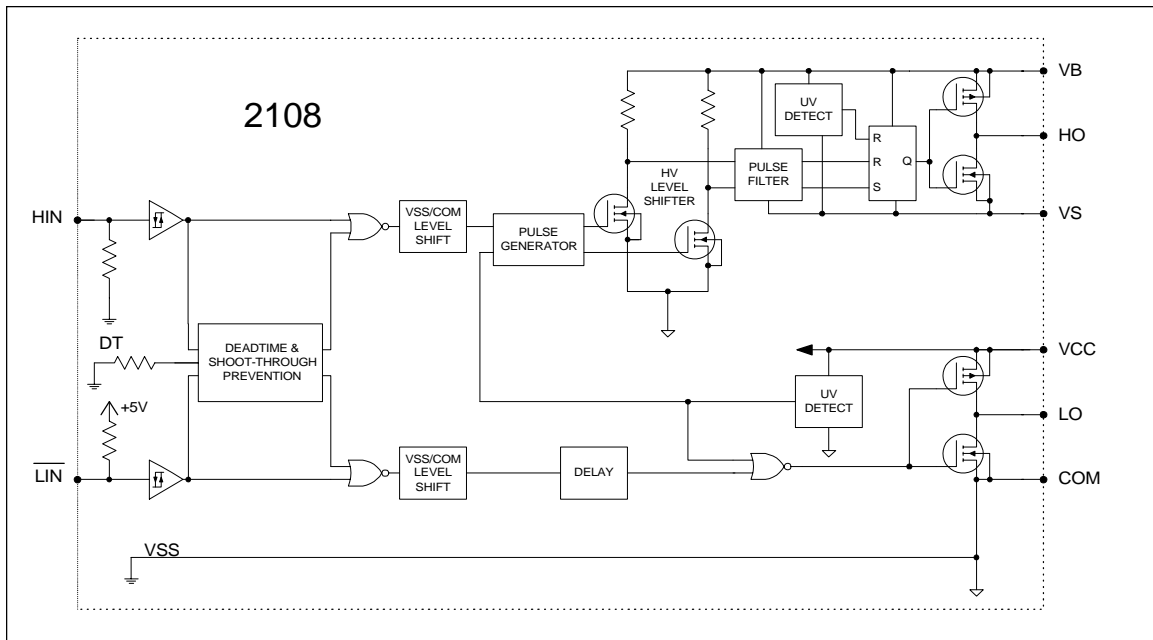 2108
VB
UV
DETECT
HO
R
R
Q
S
PULSE
FILTER
HV
LEVEL
SHIFTER
VS
HIN
VSS/COM
LEVEL
SHIFT
PULSE
GENERATOR
DT
DEADTIME &
SHOOT-THROUGH
PREVENTION
VCC
UV
DETECT
+5V
LO
LIN
VSS/COM
LEVEL
SHIFT
DELAY
COM
VSS